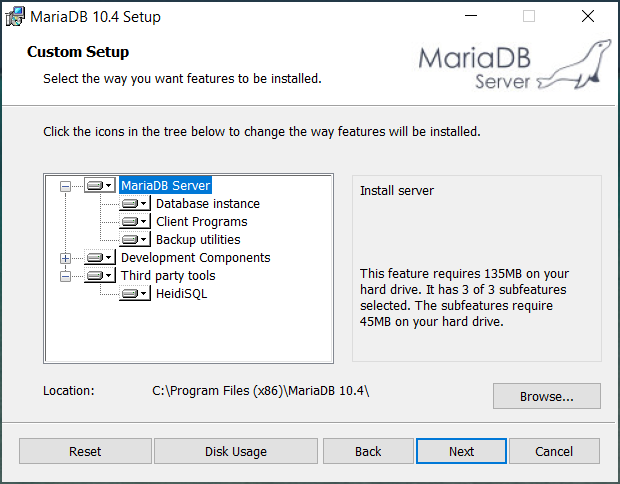 MariaDB 10.4 Setup
Custom Setup
Select the way you want features to be installed.
MariaDB
Server
Click the icons in the tree below to change the way features will be installed.
MariaDB Server
Database instance
Client Programs
Backup utilities
Development Components
Third party tools
HeidiSQL
Install server
This feature requires 135MB on your
hard drive. It has 3 of 3 subfeatures
selected. The subfeatures require
45MB on your hard drive.
Location: C:\Program Files (x86)\MariaDB 10.4\
Browse...
Reset Disk Usage Back Next Cancel